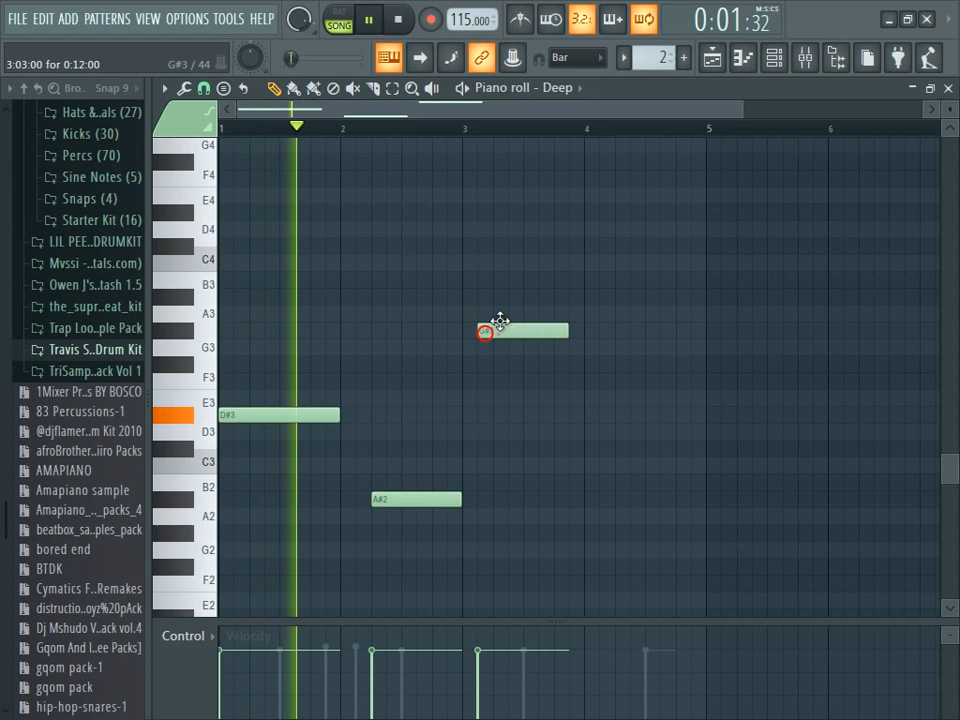 FILE EDIT ADD PATTERNS VIEW OPTIONS TOOLS HELP
PAT
SONG
115.000
3.2.
0:01:32
M:S:CS
3:03:00 for 0:12:00
G#3 / 44
Bar
2
Bro..
Snap 9
Piano roll - Deep
Hats &..als (27)
Kicks (30)
Percs (70)
Sine Notes (5)
Snaps (4)
Starter Kit (16)
LIL PEE..DRUMKIT
Mvssi -..tals.com)
Owen J's..tash 1.5
the_supr..eat_kit
Trap Loo..ple Pack
Travis S..Drum Kit
TriSamp..ack Vol 1
1Mixer Pr..s BY BOSCO
83 Percussions-1
@djflamer..m Kit 2010
afroBrother..iiro Packs
AMAPIANO
Amapiano sample
Amapiano_.._packs_4
beatbox_sa..ples_pack
bored end
BTDK
Cymatics F..Remakes
distructio..oyz%20pAck
Dj Mshudo V..ack vol.4
Gqom And I..ee Packs]
gqom pack-1
gqom pack
hip-hop-snares-1
1 2 3 4 5 6
G4
F4
E4
D4
C4
B3
A3
G3
F3
E3
D3
C3
B2
A2
G2
F2
E2
D#3
A#2
Control
Velocity